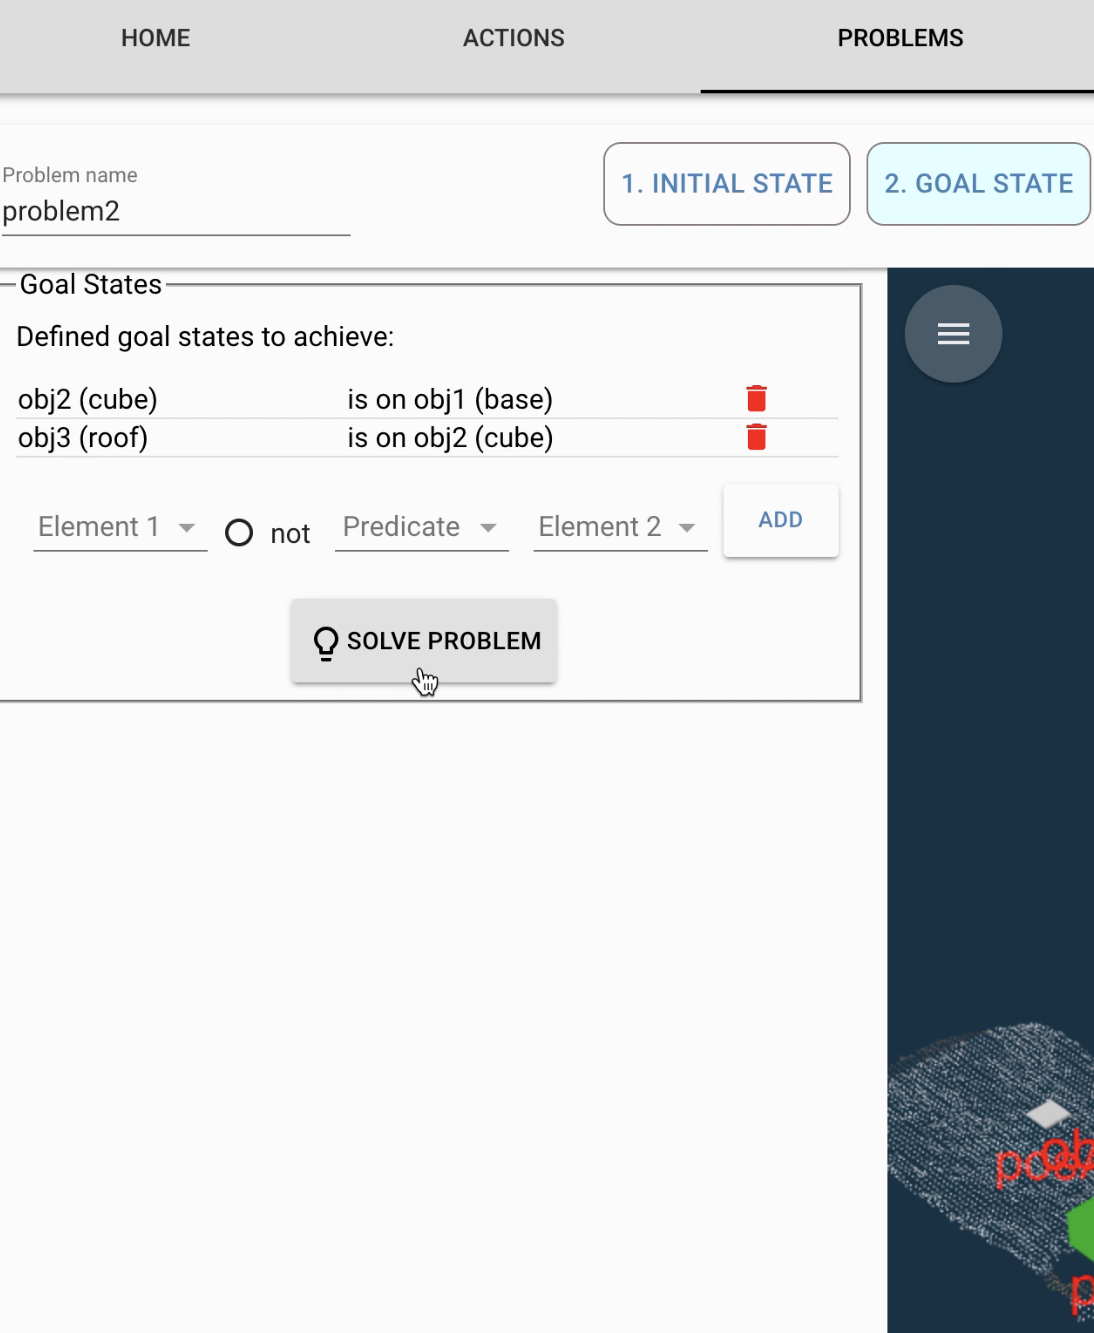 HOME ACTIONS PROBLEMS
Problem name
problem2
1. INITIAL STATE 2. GOAL STATE
Goal States
Defined goal states to achieve:
obj2 (cube) is on obj1 (base)
obj3 (roof) is on obj2 (cube)
Element 1 not Predicate Element 2 ADD
SOLVE PROBLEM